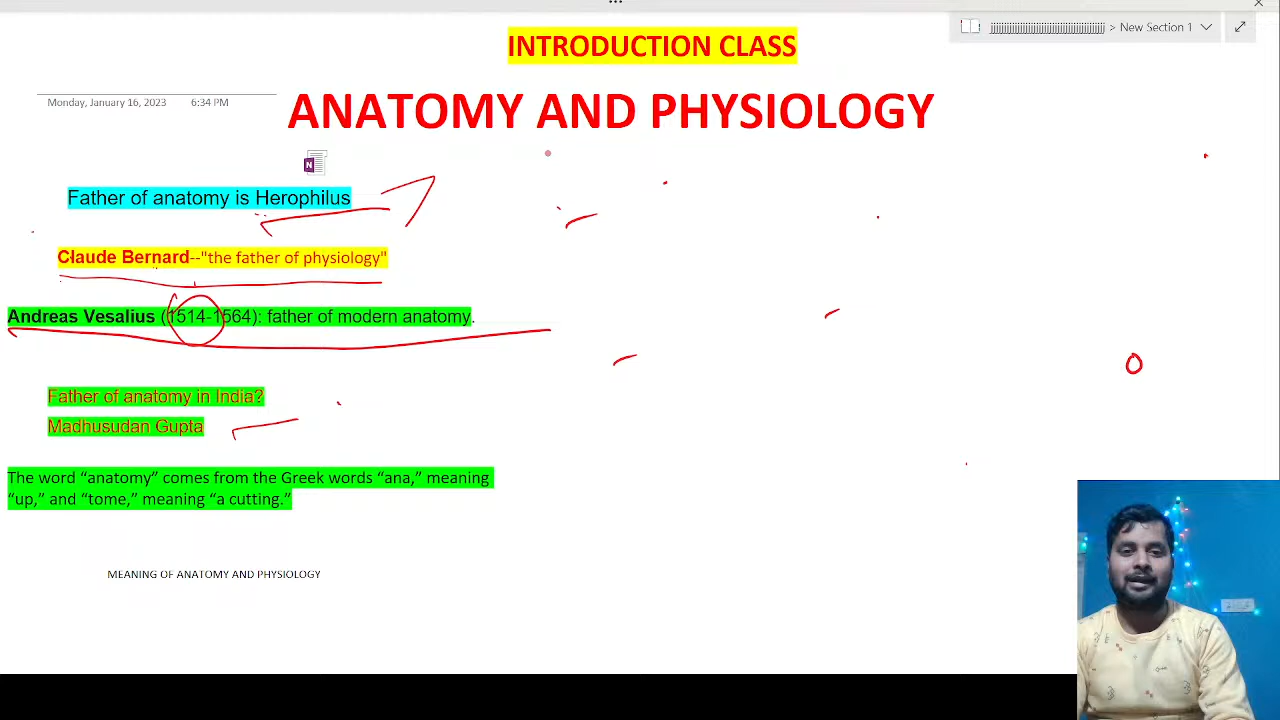 INTRODUCTION CLASS
New Section 1
Monday, January 16, 2023 6:34 PM
ANATOMY AND PHYSIOLOGY
Father of anatomy is Herophilus
Claude Bernard--"the father of physiology"
Andreas Vesalius (1514-1564): father of modern anatomy.
Father of anatomy in India?
Madhusudan Gupta
The word “anatomy” comes from the Greek words “ana,” meaning
“up,” and “tome,” meaning “a cutting.”
MEANING OF ANATOMY AND PHYSIOLOGY